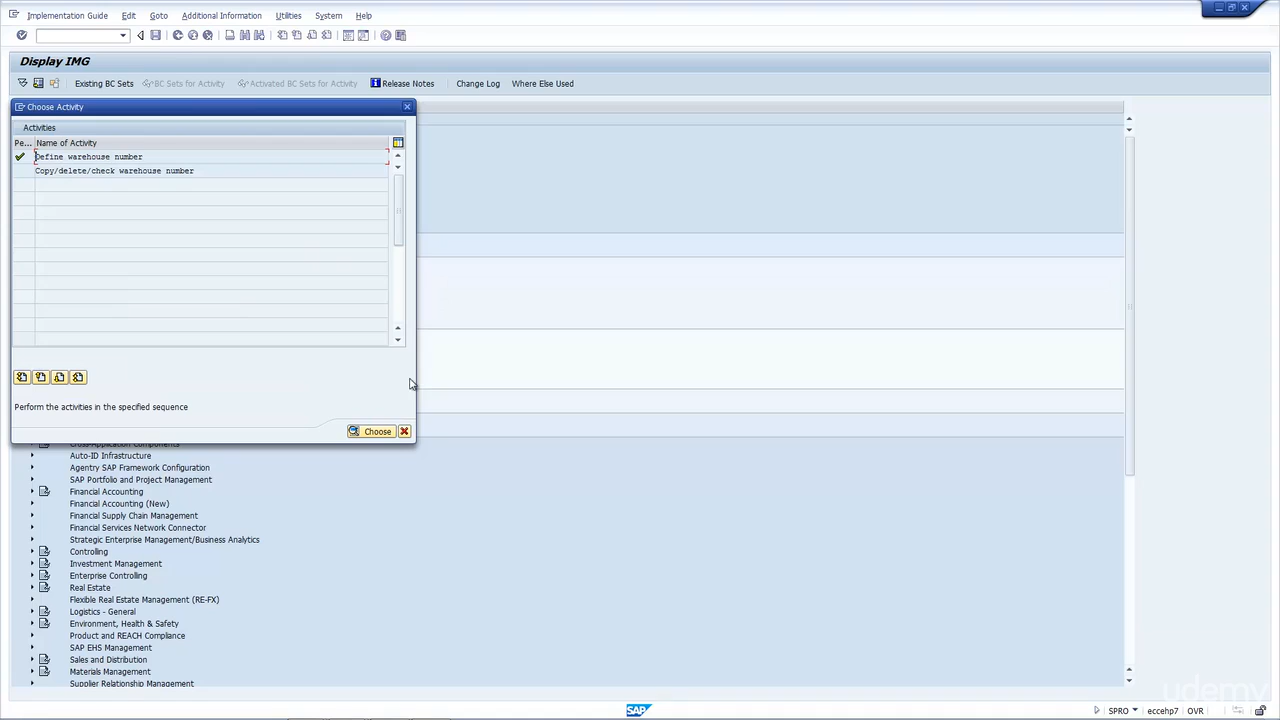 Implementation Guide Edit Goto Additional Information Utilities System Help
Display IMG
Existing BC Sets BC Sets for Activity Activated BC Sets for Activity Release Notes Change Log Where Else Used
Choose Activity
Activities
Pe... Name of Activity
Define warehouse number
Copy/delete/check warehouse number
Perform the activities in the specified sequence
Choose
Cross-Application Components
Auto-ID Infrastructure
Agentry SAP Framework Configuration
SAP Portfolio and Project Management
Financial Accounting
Financial Accounting (New)
Financial Supply Chain Management
Financial Services Network Connector
Strategic Enterprise Management/Business Analytics
Controlling
Investment Management
Enterprise Controlling
Real Estate
Flexible Real Estate Management (RE-FX)
Logistics - General
Environment, Health & Safety
Product and REACH Compliance
SAP EHS Management
Sales and Distribution
Materials Management
Supplier Relationship Management
udemy
SAP SPRO eccehp7 OVR